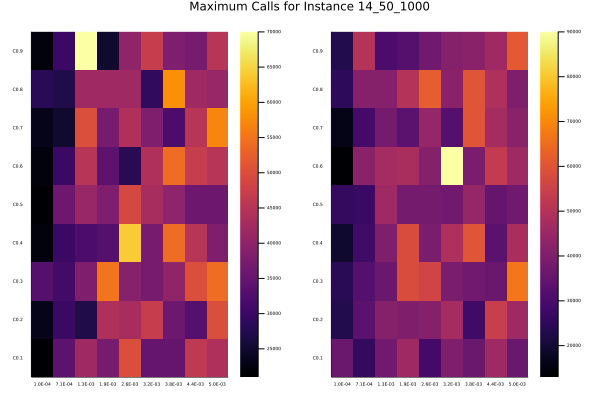 Maximum Calls for Instance 14_50_1000
C0.9
C0.8
C0.7
C0.6
C0.5
C0.4
C0.3
C0.2
C0.1
1.0E-04 7.1E-04 1.3E-03 1.9E-03 2.6E-03 3.2E-03 3.8E-03 4.4E-03 5.0E-03
70000
65000
60000
55000
50000
45000
40000
35000
30000
25000
C0.9
C0.8
C0.7
C0.6
C0.5
C0.4
C0.3
C0.2
C0.1
1.0E-04 7.1E-04 1.3E-03 1.9E-03 2.6E-03 3.2E-03 3.8E-03 4.4E-03 5.0E-03
90000
80000
70000
60000
50000
40000
30000
20000